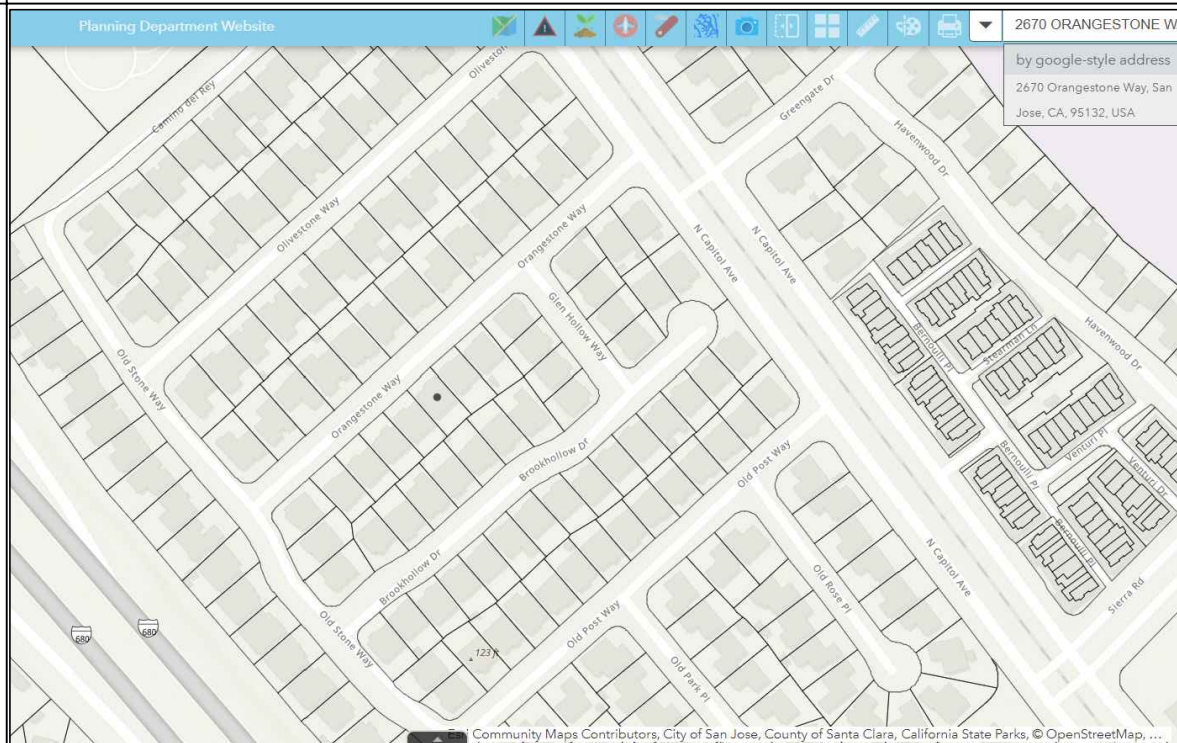 Planning Department Website
2670 ORANGESTONE W
by google-style address
2670 Orangestone Way, San
Jose, CA, 95132, USA
Camino del Rey
Oliveston
Greengate Dr
Havenwood Dr
Olivestone Way
Orangestone Way
N Capitol Ave
N Capitol Ave
Glen Hollow Way
Bernoulli Pl
Stearman Ln
Havenwood Dr
Old Stone Way
Orangestone Way
Brookhollow Dr
Old Post Way
Bernoulli Pl
Venturi Pl
Venturi Dr
Bernoulli Pl
Brookhollow Dr
N Capitol Ave
Old Rose Pl
Sierra Rd
680
680
Old Stone Way
Old Post Way
123 ft
Old Park Pl
Community Maps Contributors, City of San Jose, County of Santa Clara, California State Parks, © OpenStreetMap, ...